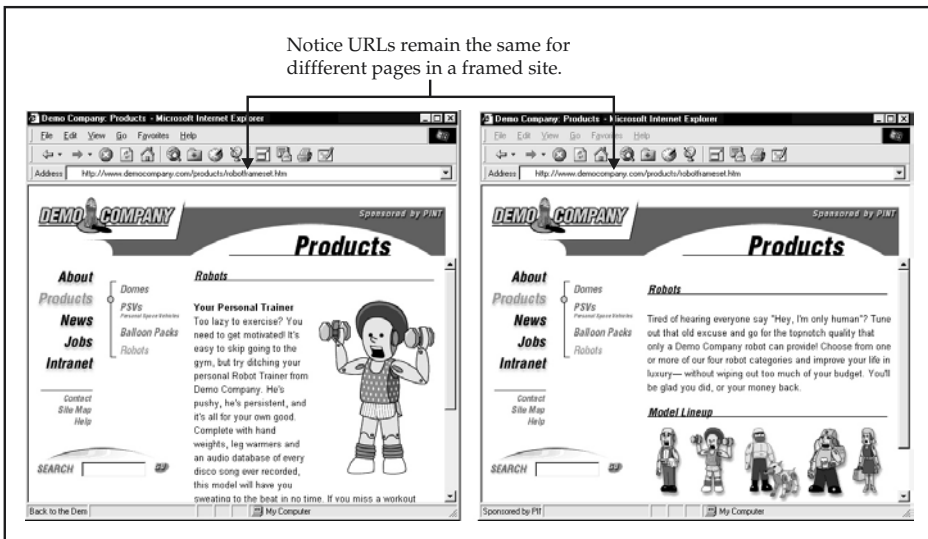 Notice URLs remain the same for
diffferent pages in a framed site.
Demo Company: Products - Microsoft Internet Explorer
File Edit View Go Favorites Help
Address http://www.democompany.com/products/robotframeset.htm
DEMO COMPANY
Sponsored by PINT
Products
About
Products
News
Jobs
Intranet
Domes
PSVs
Personal Space Vehicles
Balloon Packs
Robots
Contact
Site Map
Help
SEARCH GO
Robots
Your Personal Trainer
Too lazy to exercise? You
need to get motivated! It's
easy to skip going to the
gym, but try ditching your
personal Robot Trainer from
Demo Company. He's
pushy, he's persistent, and
it's all for your own good.
Complete with hand
weights, leg warmers and
an audio database of every
disco song ever recorded,
this model will have you
sweating to the beat in no time. If you miss a workout
Back to the Dem
My Computer
Demo Company: Products - Microsoft Internet Explorer
File Edit View Go Favorites Help
Address http://www.democompany.com/products/robotframeset.htm
DEMO COMPANY
Sponsored by PINT
Products
About
Products
News
Jobs
Intranet
Domes
PSVs
Personal Space Vehicles
Balloon Packs
Robots
Contact
Site Map
Help
SEARCH GO
Robots
Tired of hearing everyone say "Hey, I'm only human"? Tune
out that old excuse and go for the topnotch quality that
only a Demo Company robot can provide! Choose from one
or more of our four robot categories and improve your life in
luxury— without wiping out too much of your budget. You'll
be glad you did, or your money back.
Model Lineup
Sponsored by PI
My Computer